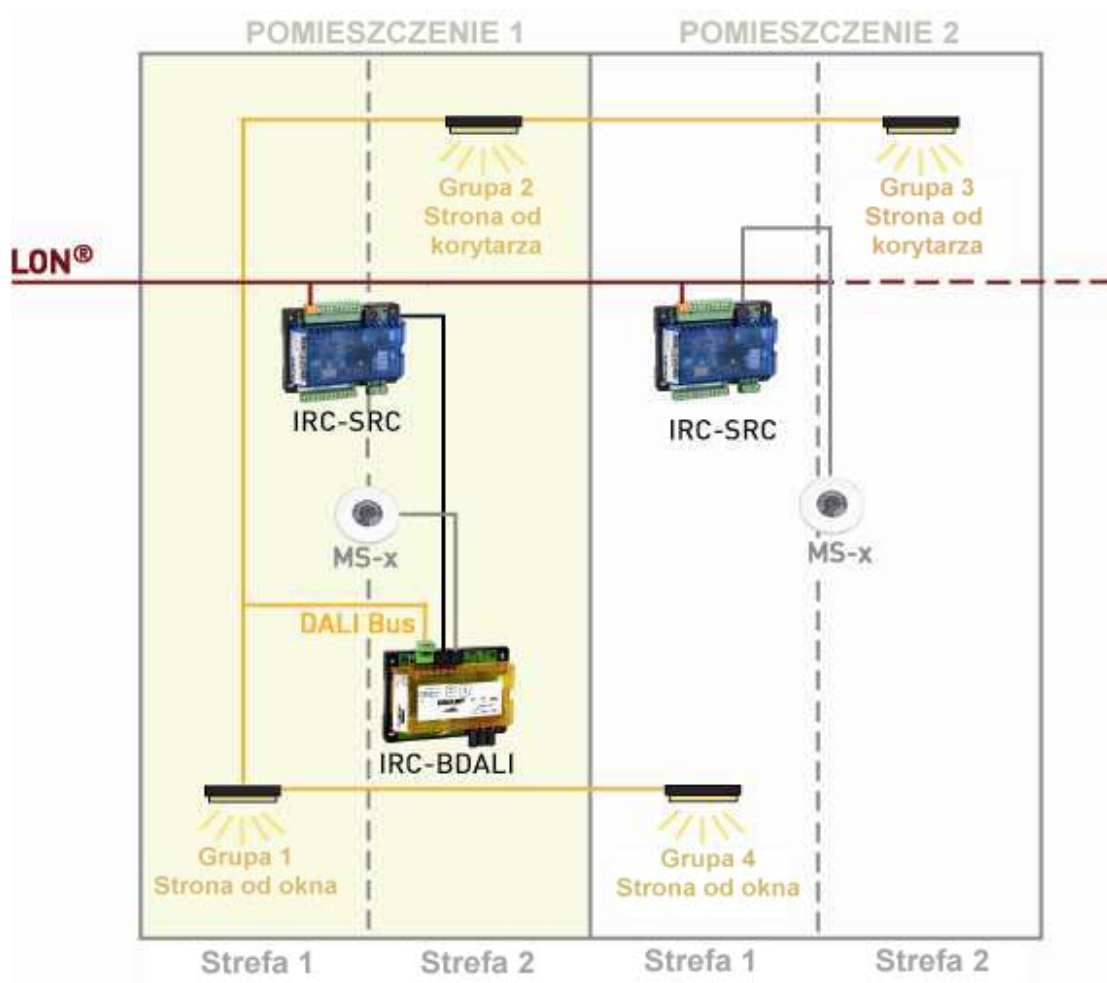 POMIESZCZENIE 1
POMIESZCZENIE 2
Grupa 2
Strona od
korytarza
Grupa 3
Strona od
korytarza
LON®
IRC-SRC
IRC-SRC
MS-x
MS-x
DALI Bus
IRC-BDALI
Grupa 1
Strona od okna
Grupa 4
Strona od okna
Strefa 1
Strefa 2
Strefa 1
Strefa 2